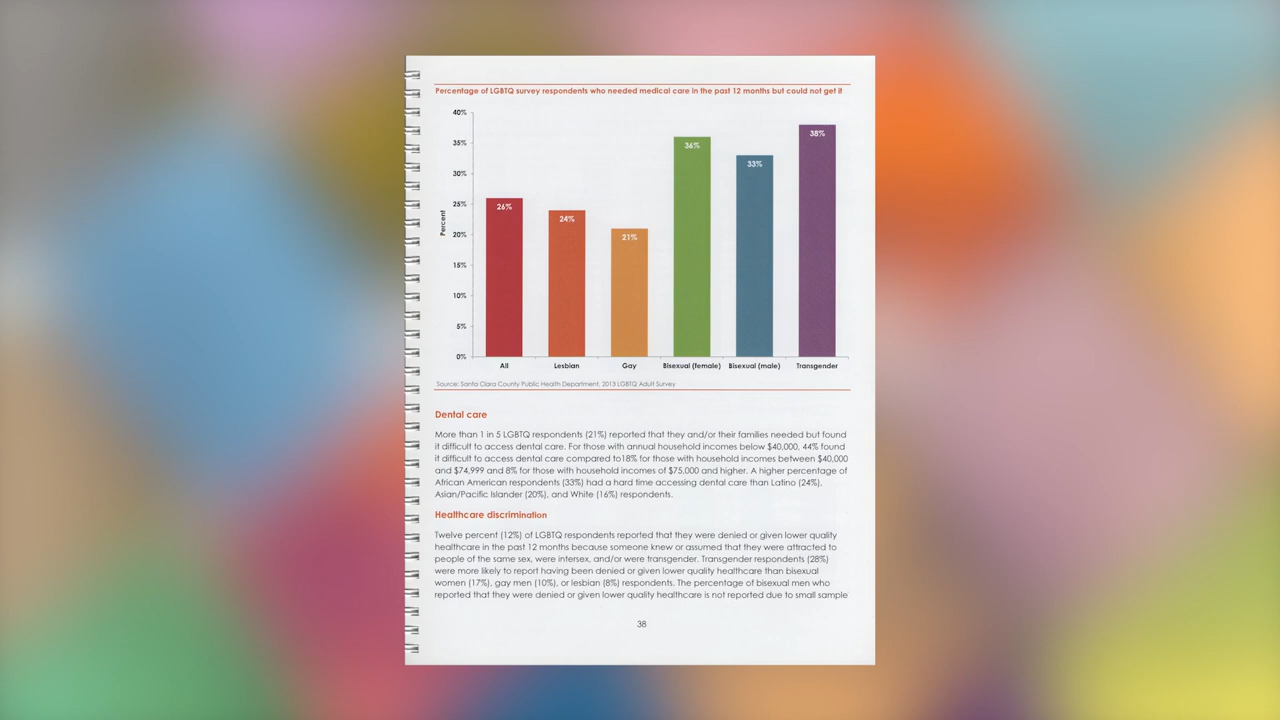 Percentage of LGBTQ survey respondents who needed medical care in the past 12 months but could not get it
40%
35%
30%
25%
20%
15%
10%
5%
0%
Percent
26%
24%
21%
36%
33%
38%
All
Lesbian
Gay
Bisexual (female)
Bisexual (male)
Transgender
Source: Santa Clara County Public Health Department, 2013 LGBTQ Adult Survey
Dental care
More than 1 in 5 LGBTQ respondents (21%) reported that they and/or their families needed but found
it difficult to access dental care. For those with annual household incomes below $40,000, 44% found
it difficult to access dental care compared to18% for those with household incomes between $40,000
and $74,999 and 8% for those with household incomes of $75,000 and higher. A higher percentage of
African American respondents (33%) had a hard time accessing dental care than Latino (24%),
Asian/Pacific Islander (20%), and White (16%) respondents.
Healthcare discrimination
Twelve percent (12%) of LGBTQ respondents reported that they were denied or given lower quality
healthcare in the past 12 months because someone knew or assumed that they were attracted to
people of the same sex, were intersex, and/or were transgender. Transgender respondents (28%)
were more likely to report having been denied or given lower quality healthcare than bisexual
women (17%), gay men (10%), or lesbian (8%) respondents. The percentage of bisexual men who
reported that they were denied or given lower quality healthcare is not reported due to small sample
38